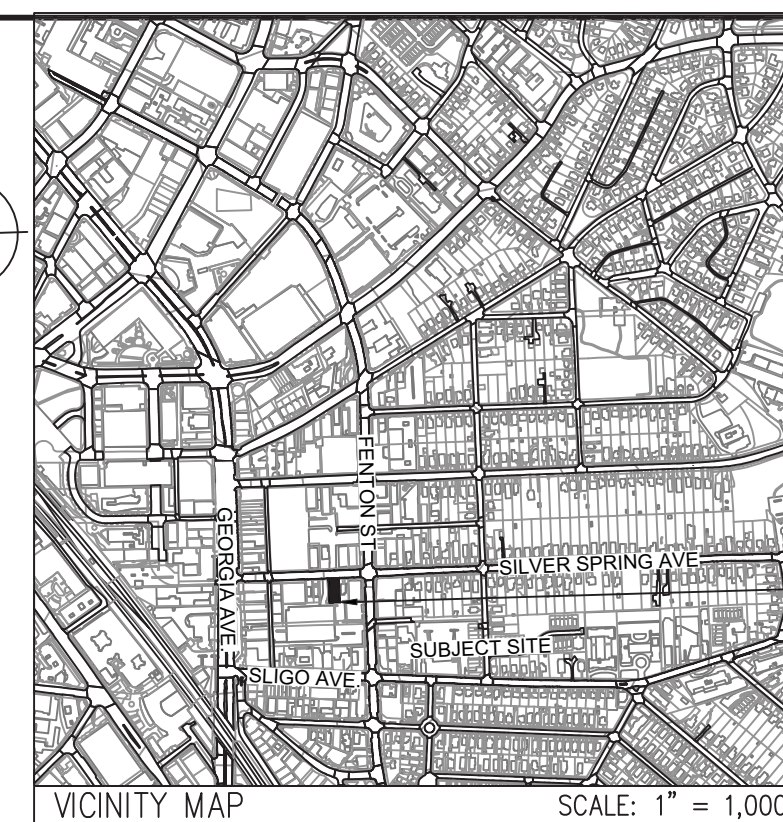 FENTON ST.
GEORGIA AVE.
SILVER SPRING AVE
SUBJECT SITE
SLIGO AVE.
VICINITY MAP
SCALE: 1" = 1,000